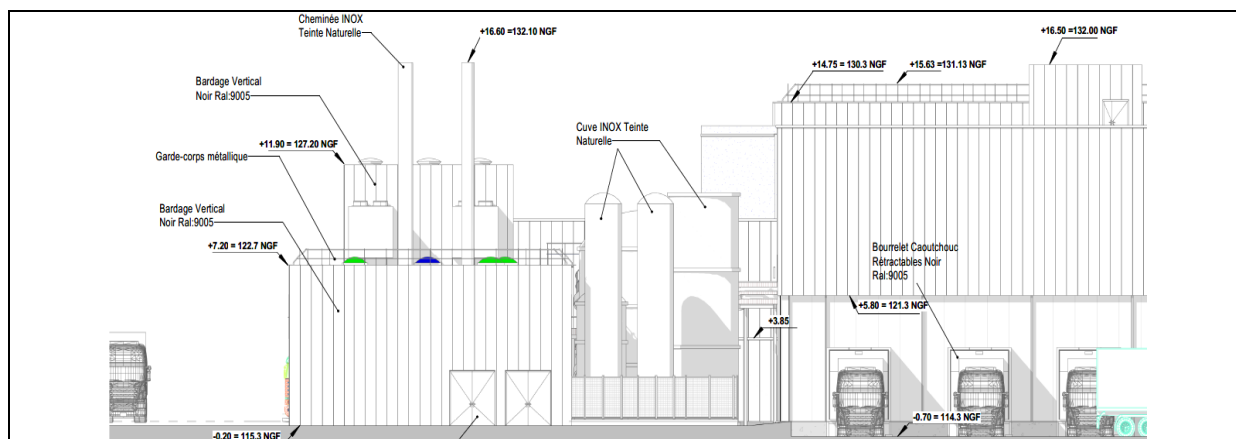 Cheminée INOX
Teinte Naturelle
+16.60 =132.10 NGF
+16.50 =132.00 NGF
+14.75 = 130.3 NGF
+15.63 =131.13 NGF
Bardage Vertical
Noir Ral:9005
Cuve INOX Teinte
Naturelle
+11.90 = 127.20 NGF
Garde-corps métallique
Bardage Vertical
Noir Ral:9005
+7.20 = 122.7 NGF
Bourrelet Caoutchouc
Rétractables Noir
Ral:9005
+5.80 = 121.3 NGF
+3.85
-0.70 = 114.3 NGF
-0.20 = 115.3 NGF